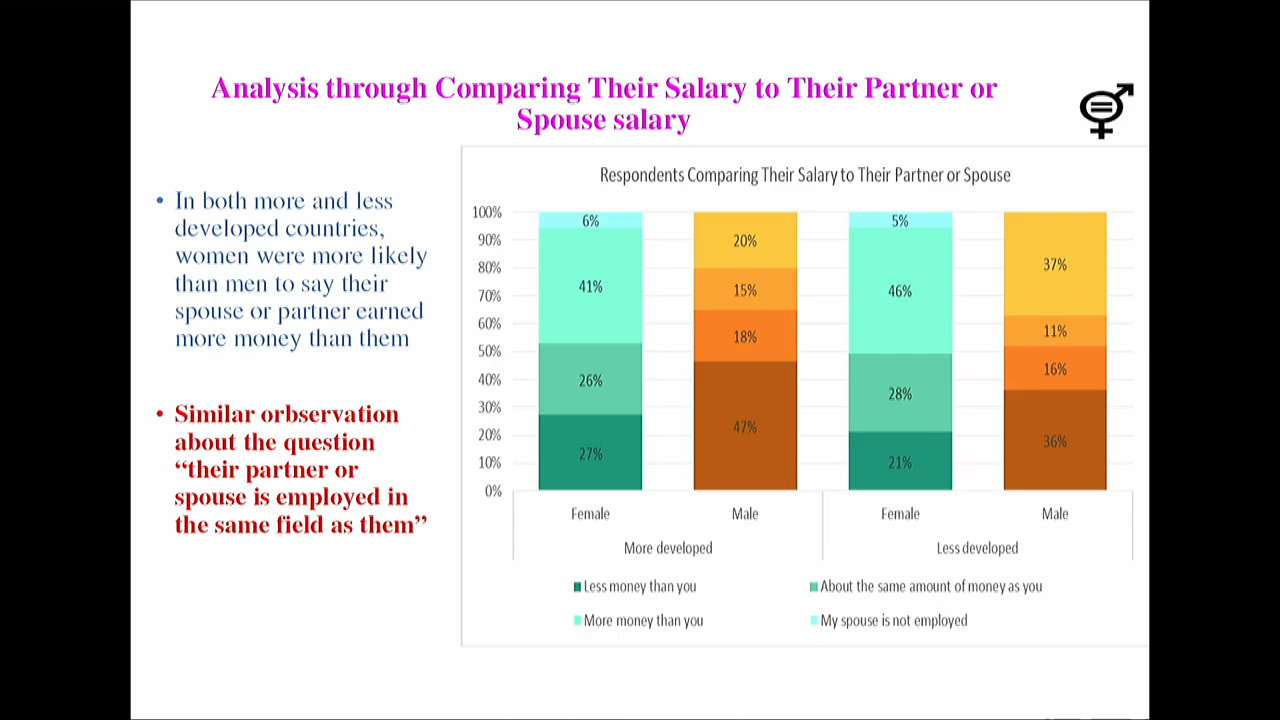 Analysis through Comparing Their Salary to Their Partner or
Spouse salary
• In both more and less
developed countries,
women were more likely
than men to say their
spouse or partner earned
more money than them
• Similar orbservation
about the question
“their partner or
spouse is employed in
the same field as them”
Respondents Comparing Their Salary to Their Partner or Spouse
100%
90%
80%
70%
60%
50%
40%
30%
20%
10%
0%
6%
41%
26%
27%
20%
15%
18%
47%
5%
46%
28%
21%
37%
11%
16%
36%
Female
Male
Female
Male
More developed
Less developed
Less money than you
About the same amount of money as you
More money than you
My spouse is not employed